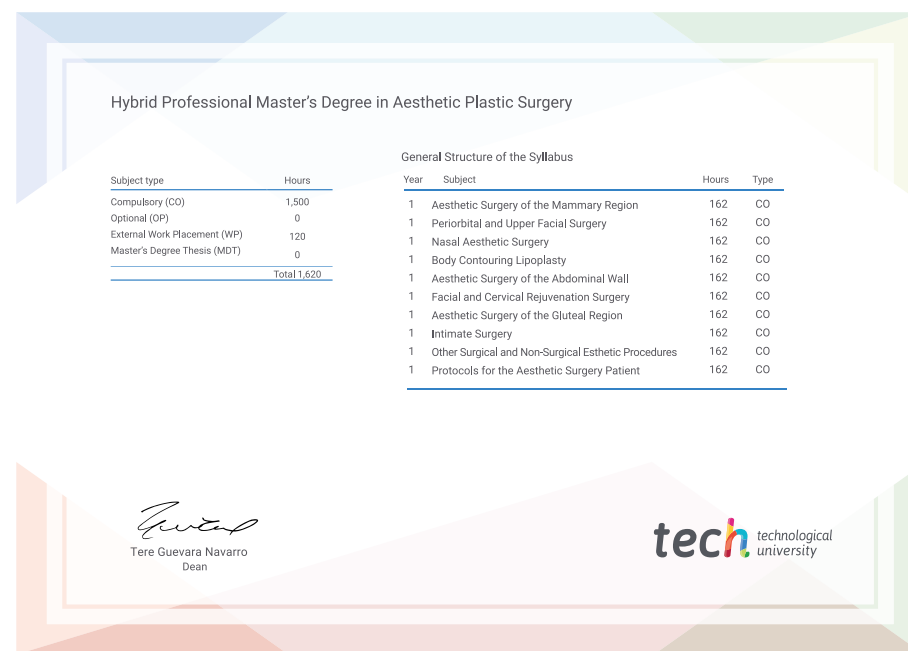 Hybrid Professional Master's Degree in Aesthetic Plastic Surgery
Subject type Hours
Compulsory (CO) 1,500
Optional (OP) 0
External Work Placement (WP) 120
Master's Degree Thesis (MDT) 0
Total 1,620
General Structure of the Syllabus
Year Subject Hours Type
1 Aesthetic Surgery of the Mammary Region 162 CO
1 Periorbital and Upper Facial Surgery 162 CO
1 Nasal Aesthetic Surgery 162 CO
1 Body Contouring Lipoplasty 162 CO
1 Aesthetic Surgery of the Abdominal Wall 162 CO
1 Facial and Cervical Rejuvenation Surgery 162 CO
1 Aesthetic Surgery of the Gluteal Region 162 CO
1 Intimate Surgery 162 CO
1 Other Surgical and Non-Surgical Esthetic Procedures 162 CO
1 Protocols for the Aesthetic Surgery Patient 162 CO
Tere Guevara Navarro
Dean
tech technological
university